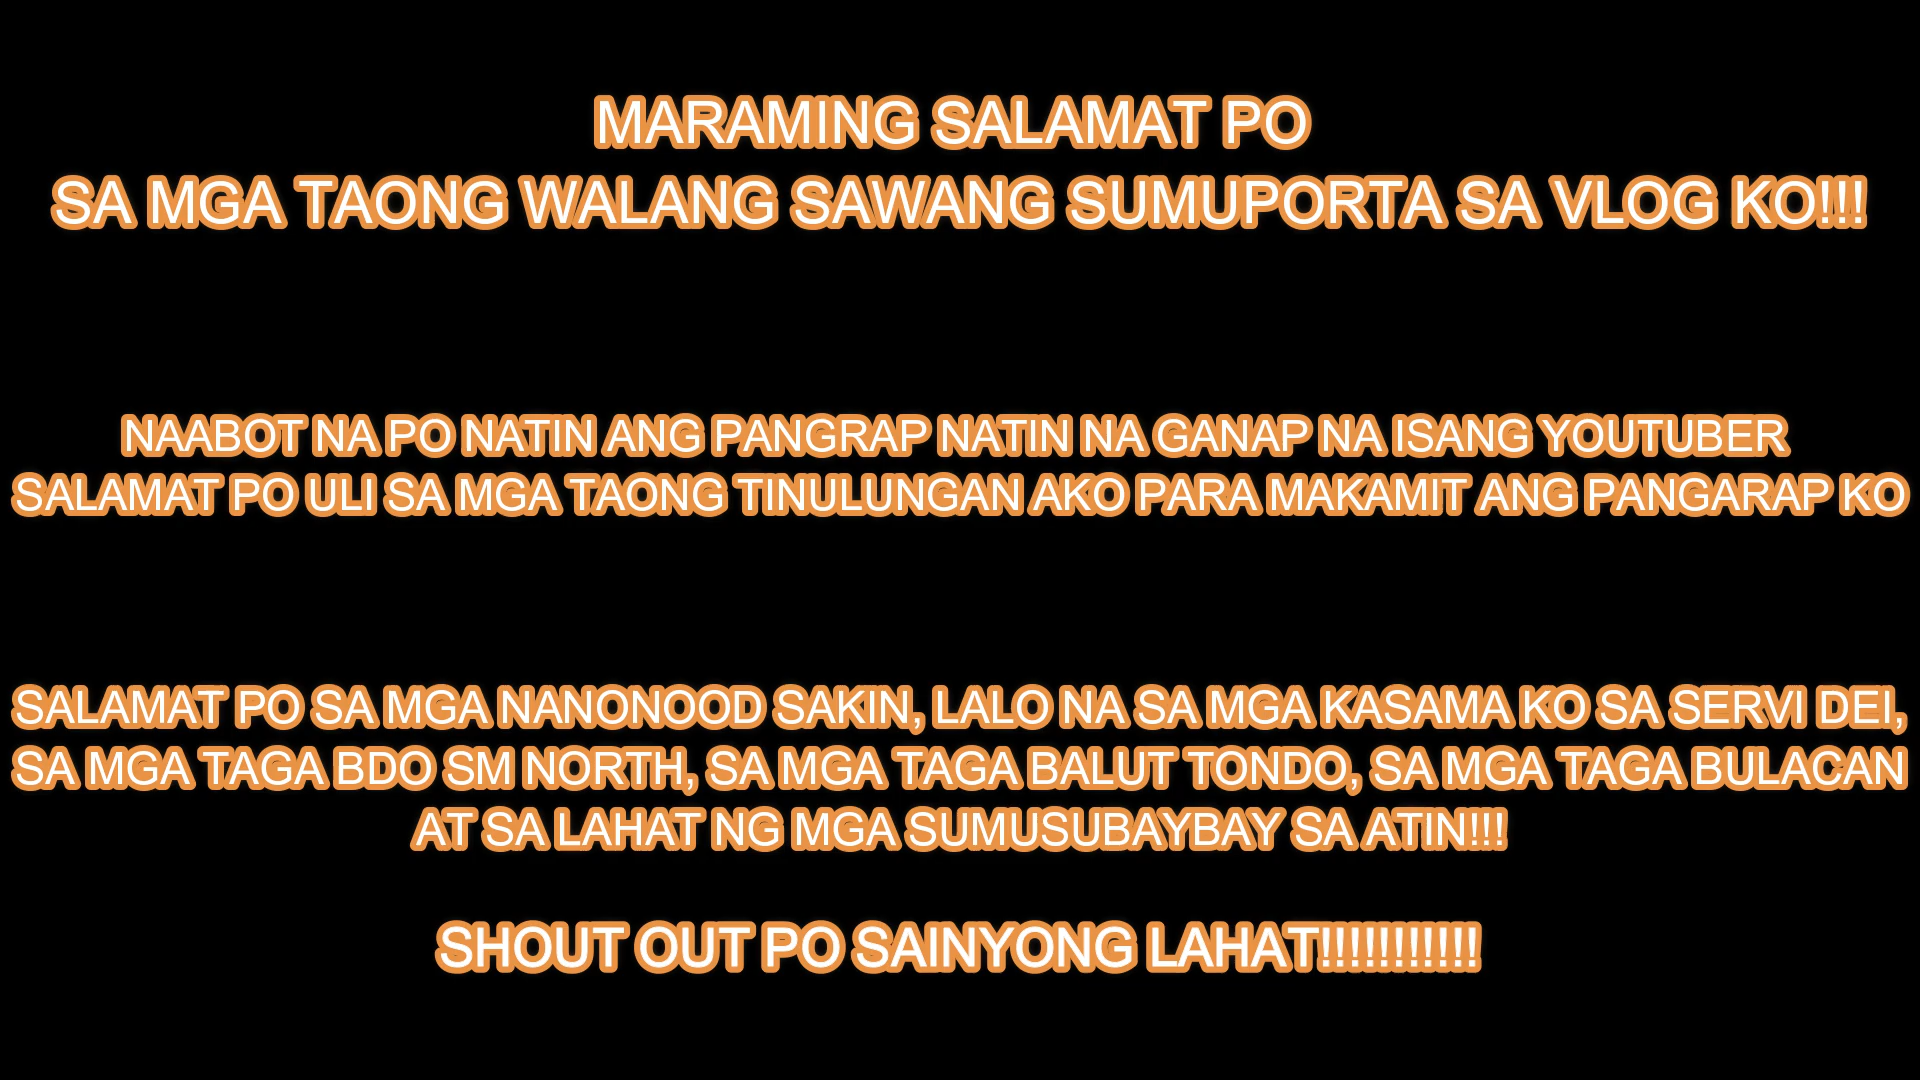 MARAMING SALAMAT PO
SA MGA TAONG WALANG SAWANG SUMUPORTA SA VLOG KO!!!
NAABOT NA PO NATIN ANG PANGRAP NATIN NA GANAP NA ISANG YOUTUBER
SALAMAT PO ULI SA MGA TAONG TINULUNGAN AKO PARA MAKAMIT ANG PANGARAP KO
SALAMAT PO SA MGA NANONOOD SAKIN, LALO NA SA MGA KASAMA KO SA SERVI DEI,
SA MGA TAGA BDO SM NORTH, SA MGA TAGA BALUT TONDO, SA MGA TAGA BULACAN
AT SA LAHAT NG MGA SUMUSUBAYBAY SA ATIN!!!
SHOUT OUT PO SAINYONG LAHAT!!!!!!!!!!!